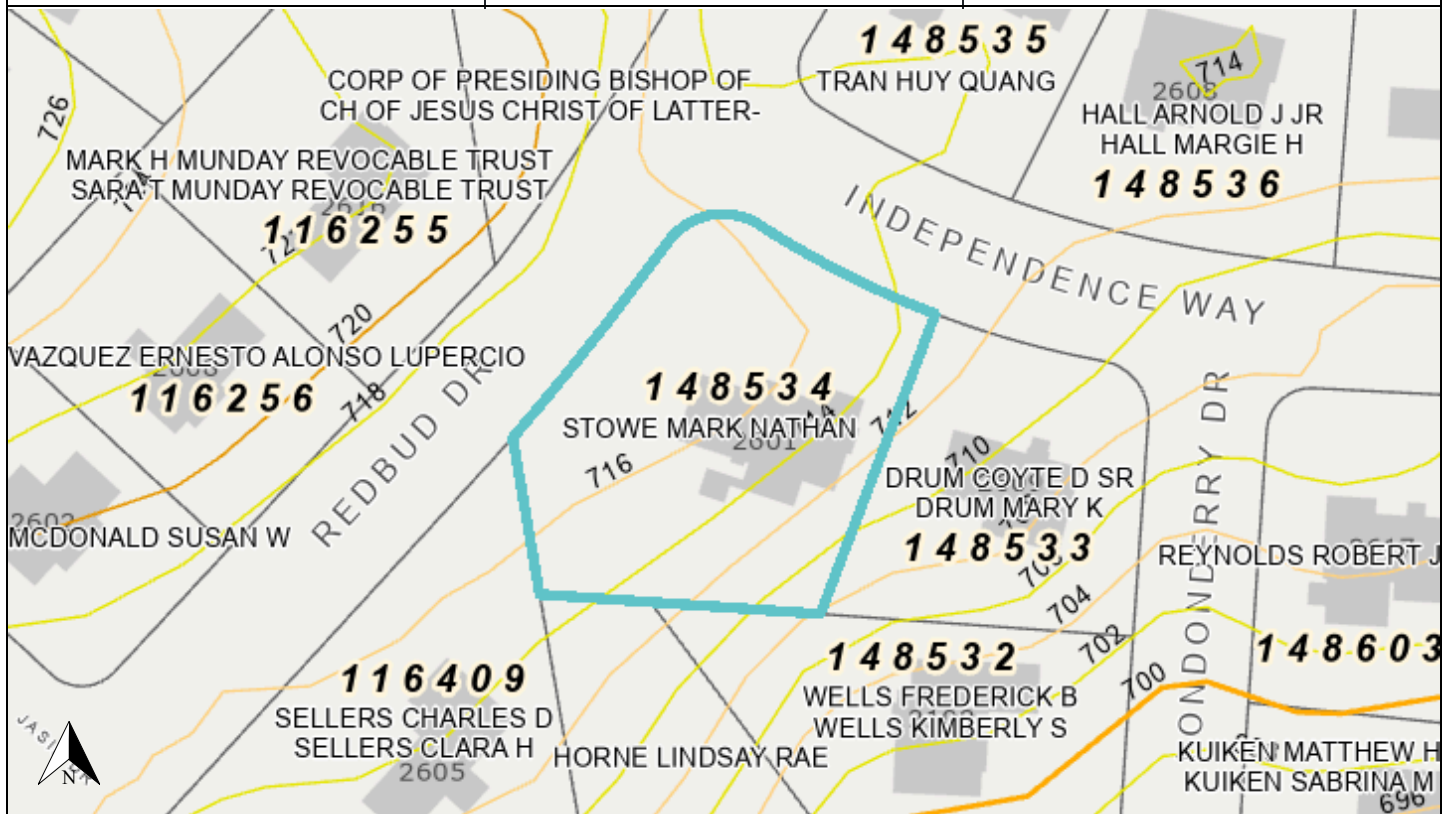 148535
TRAN HUY QUANG
CORP OF PRESIDING BISHOP OF
CH OF JESUS CHRIST OF LATTER-
726
714
HALL ARNOLD J JR
HALL MARGIE H
148536
MARK H MUNDAY REVOCABLE TRUST
SARA T MUNDAY REVOCABLE TRUST
116255
INDEPENDENCE WAY
720
VAZQUEZ ERNESTO ALONSO LUPERCIO
116256
718
REDBUD DR
148534
STOWE MARK NATHAN
2601
714
712
716
710
DRUM COYTE D SR
DRUM MARY K
148533
2602
MCDONALD SUSAN W
LONDONDERRY DR
REYNOLDS ROBERT J
2617
704
702
700
148603
148532
WELLS FREDERICK B
WELLS KIMBERLY S
116409
SELLERS CHARLES D
SELLERS CLARA H
2605
HORNE LINDSAY RAE
KUIKEN MATTHEW H
KUIKEN SABRINA M
696
N